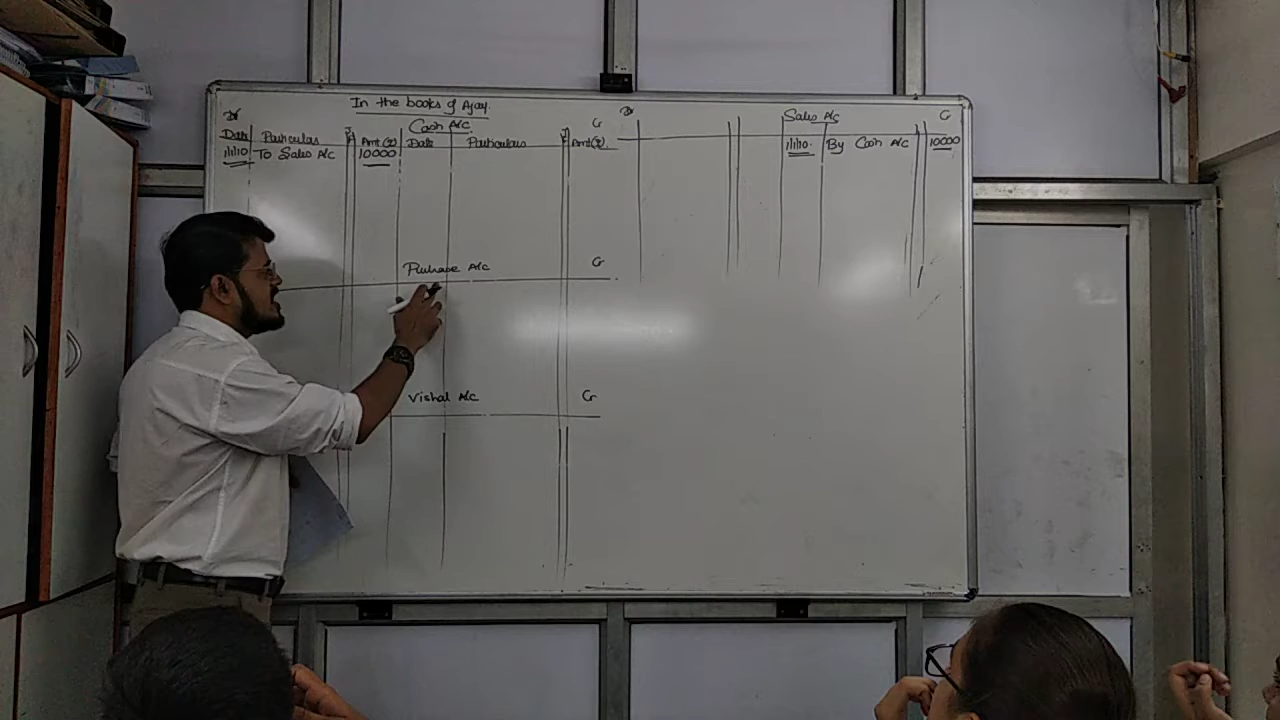 In the books of Ajay.
Dr Cash A/C Cr
Date Particulars Amt(₹) Date Particulars Amt(₹)
1/1/10 To Sales A/C 10000
Dr Sales A/C Cr
1/1/10. By Cash A/C 10000
Purchase A/C Cr
Vishal A/C Cr